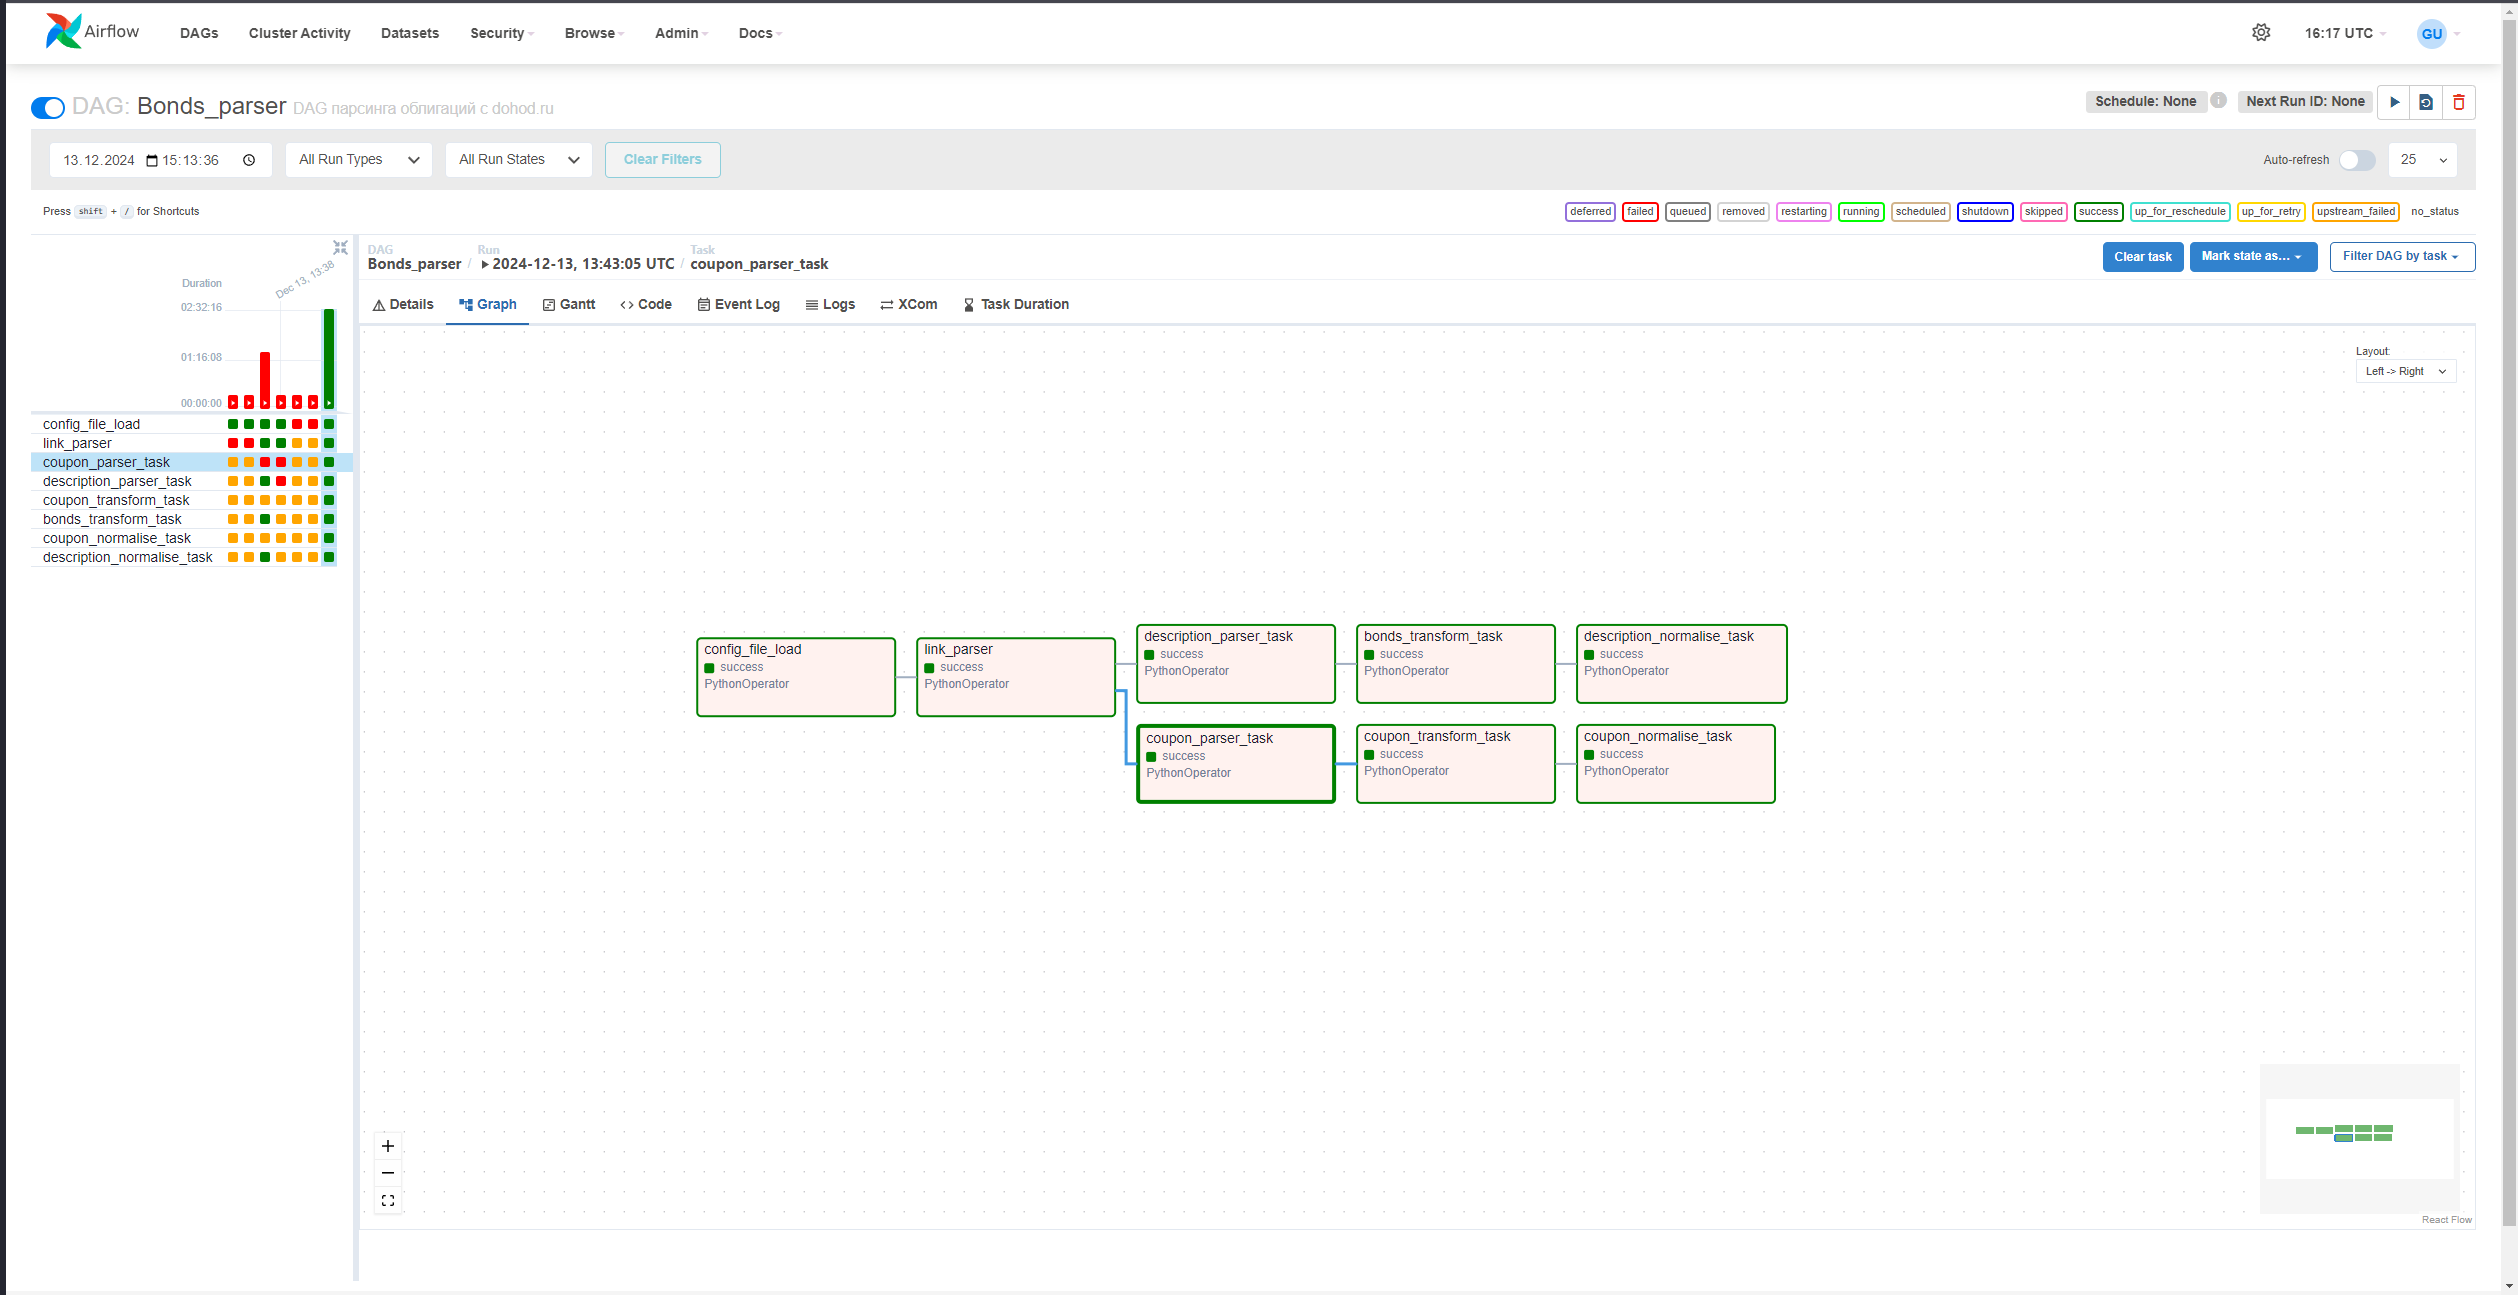 Airflow DAGs Cluster Activity Datasets Security Browse Admin Docs 16:17 UTC GU
DAG: Bonds_parser DAG парсинга облигаций с dohod.ru Schedule: None i Next Run ID: None
13.12.2024 15:13:36 All Run Types All Run States Clear Filters Auto-refresh 25
Press shift + / for Shortcuts deferred failed queued removed restarting running scheduled shutdown skipped success up_for_reschedule up_for_retry upstream_failed no_status
DAG Run Task
Bonds_parser / 2024-12-13, 13:43:05 UTC / coupon_parser_task Clear task Mark state as... Filter DAG by task
Details Graph Gantt Code Event Log Logs XCom Task Duration
Dec 13, 13:38
Duration
02:32:16
01:16:08
00:00:00
config_file_load
link_parser
coupon_parser_task
description_parser_task
coupon_transform_task
bonds_transform_task
coupon_normalise_task
description_normalise_task
Layout:
Left -> Right
config_file_load
success
PythonOperator
link_parser
success
PythonOperator
description_parser_task
success
PythonOperator
bonds_transform_task
success
PythonOperator
description_normalise_task
success
PythonOperator
coupon_parser_task
success
PythonOperator
coupon_transform_task
success
PythonOperator
coupon_normalise_task
success
PythonOperator
React Flow